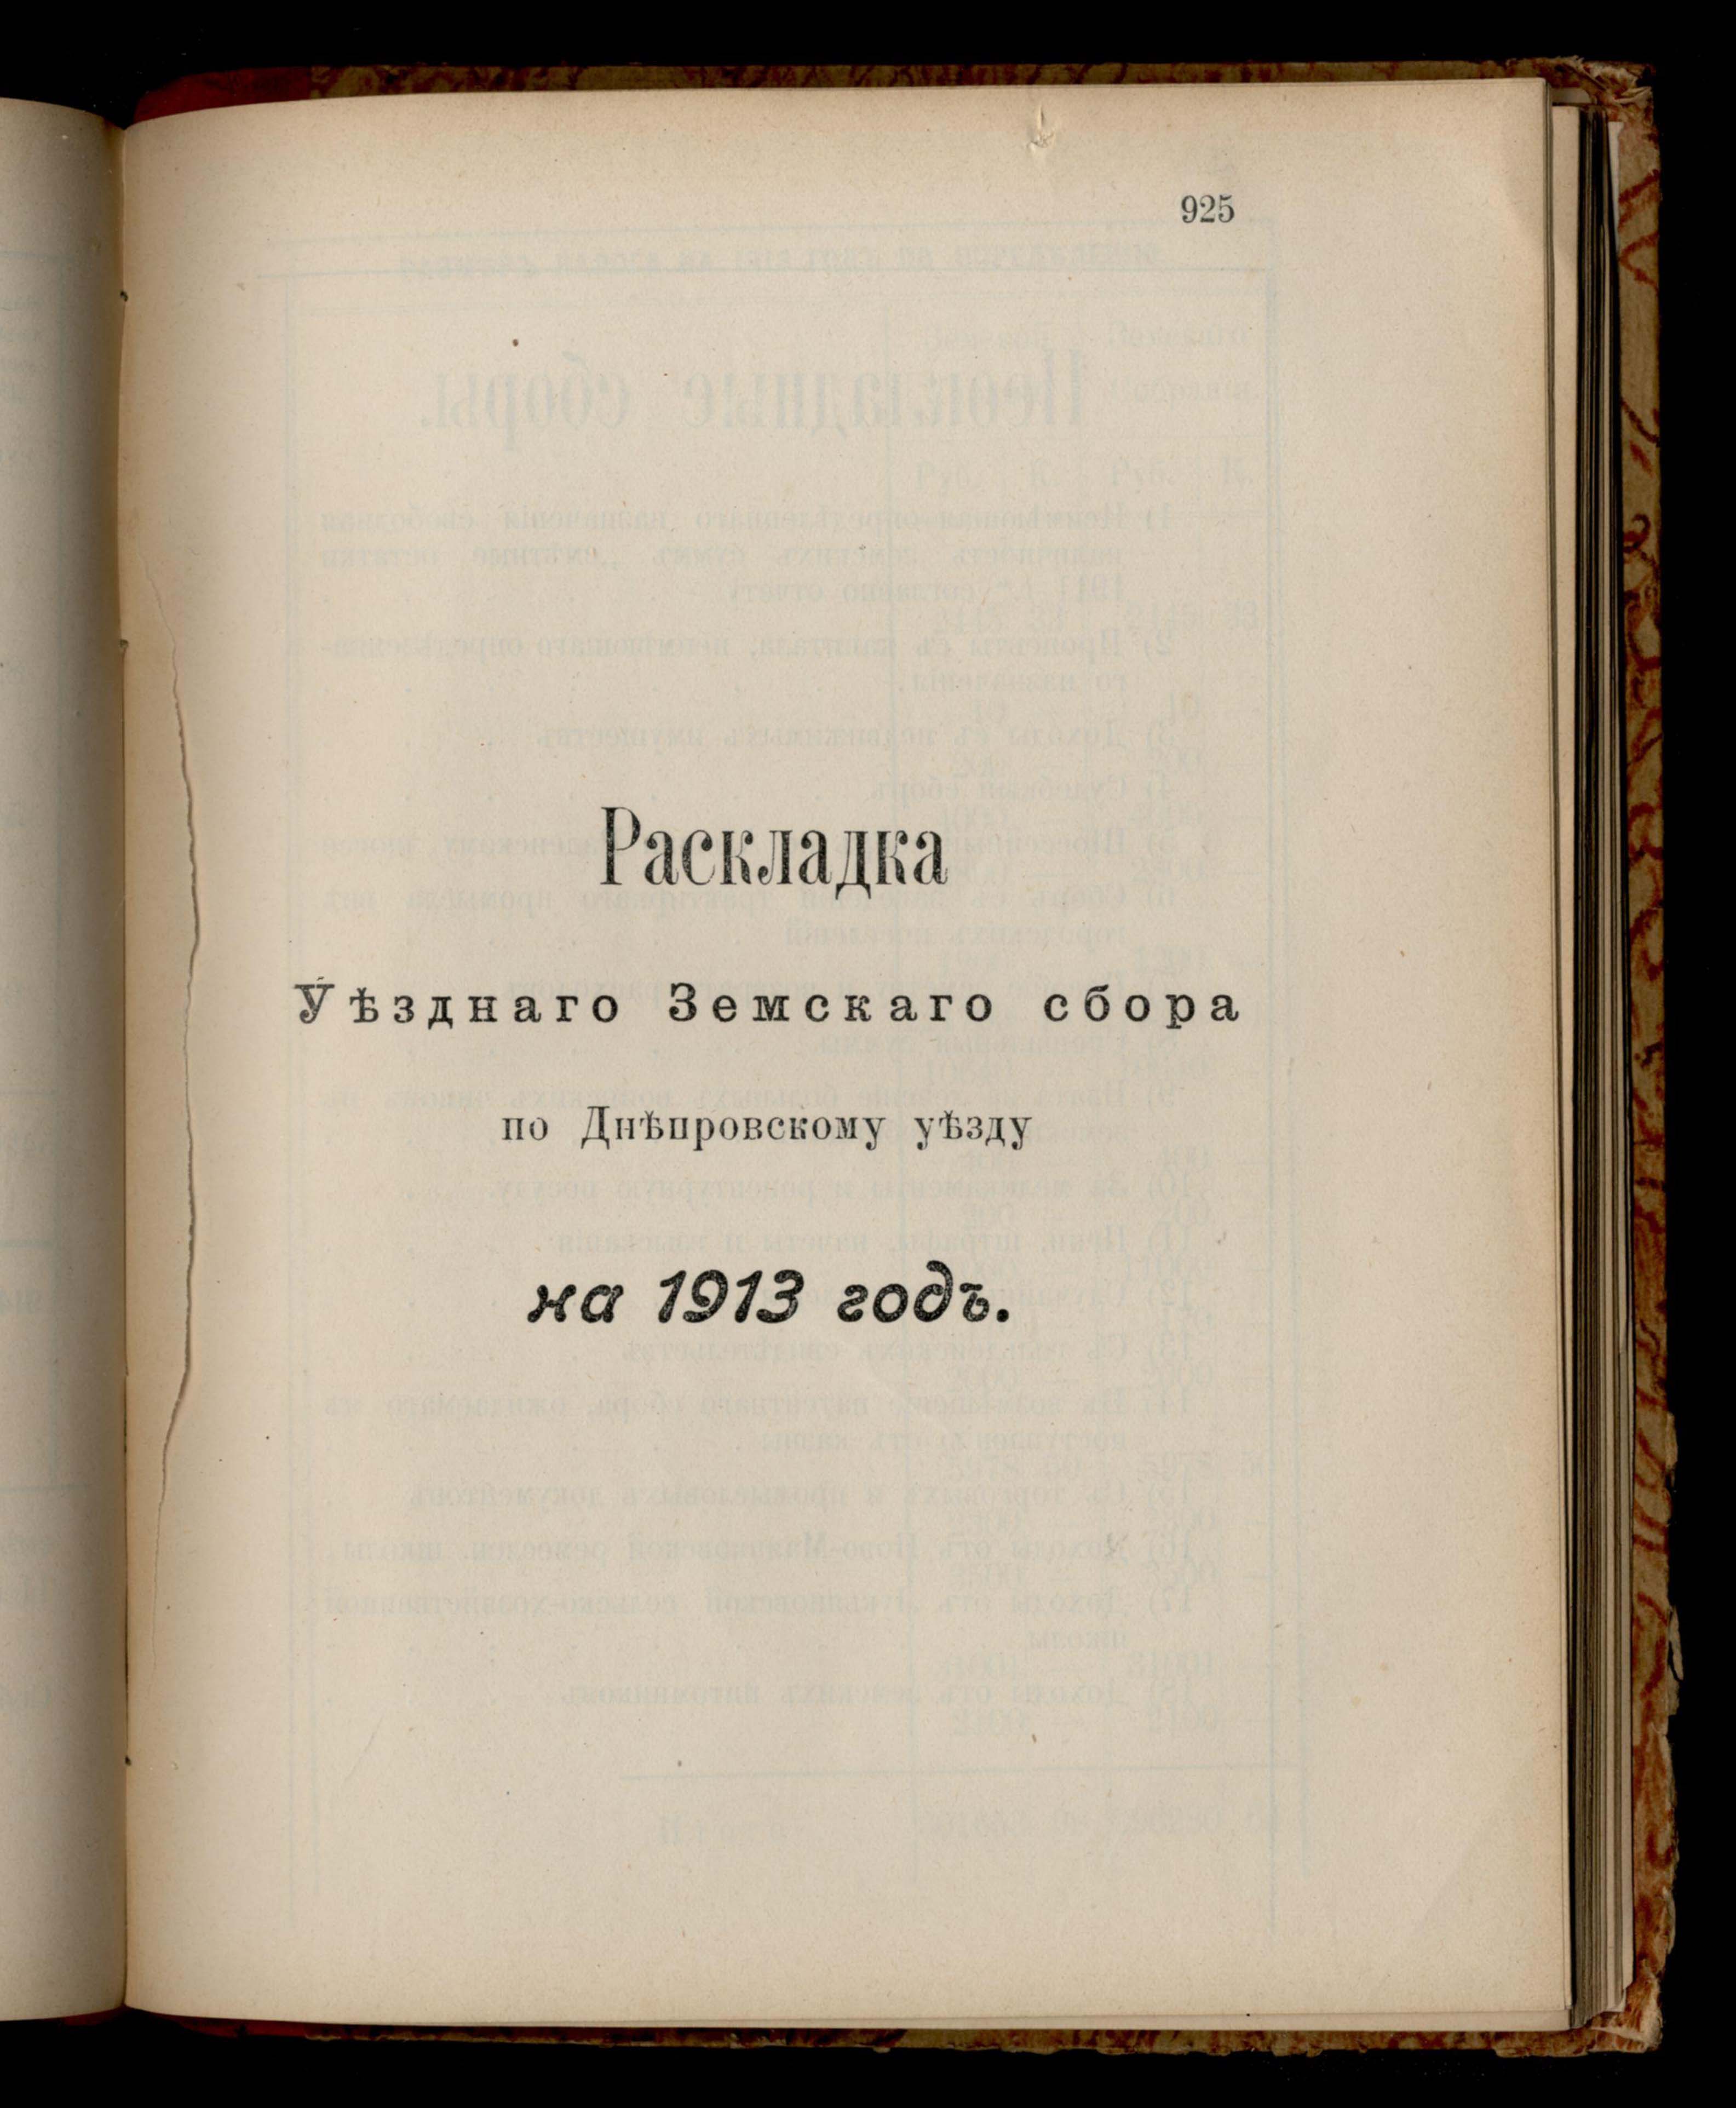 925
Раскладка
Уѣзднаго Земскаго сбора
по Днѣпровскому уѣзду
на 1913 годъ.